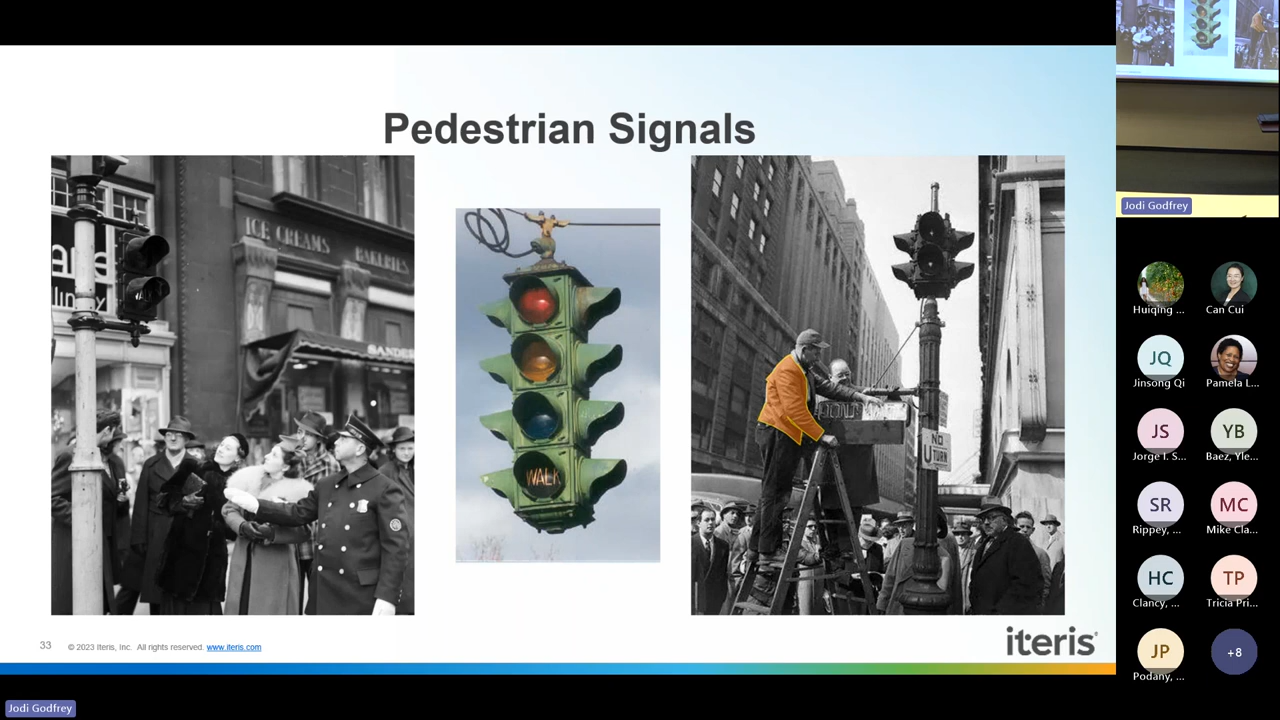 Pedestrian Signals
ICE CREAMS BAKERIES
SANDE
WALK
NO
U TURN
33 © 2023 Iteris, Inc. All rights reserved. www.iteris.com
iteris
Jodi Godfrey
Jodi Godfrey
Huiqing ... Can Cui
JQ
Jinsong Qi Pamela L...
JS YB
Jorge I. S... Baez, Yle...
SR MC
Rippey, ... Mike Cla...
HC TP
Clancy, ... Tricia Pri...
JP +8
Podany, ...